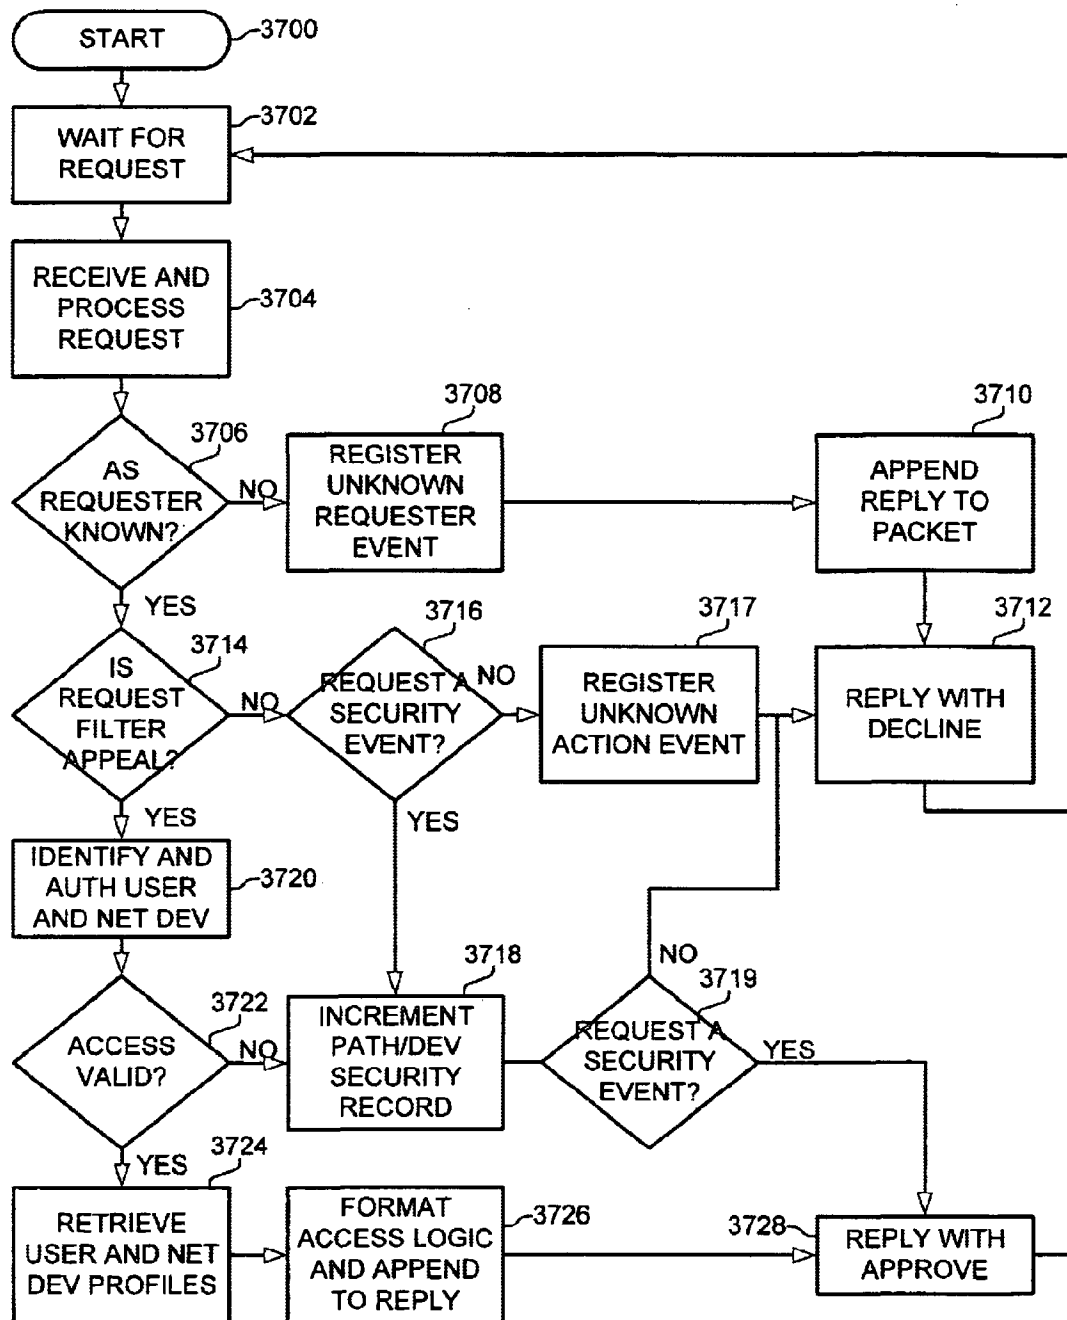 START
3700
3702
WAIT FOR
REQUEST
RECEIVE AND
PROCESS
REQUEST
3704
3706
AS
REQUESTER
KNOWN?
NO
3708
REGISTER
UNKNOWN
REQUESTER
EVENT
3710
APPEND
REPLY TO
PACKET
YES
3714
IS
REQUEST
FILTER
APPEAL?
NO
3716
REQUEST A
SECURITY
EVENT?
NO
3717
REGISTER
UNKNOWN
ACTION EVENT
3712
REPLY WITH
DECLINE
YES
YES
IDENTIFY AND
AUTH USER
AND NET DEV
3720
3722
ACCESS
VALID?
NO
3718
INCREMENT
PATH/DEV
SECURITY
RECORD
NO
3719
REQUEST A
SECURITY
EVENT?
YES
YES
3724
RETRIEVE
USER AND NET
DEV PROFILES
FORMAT
ACCESS LOGIC
AND APPEND
TO REPLY
3726
3728
REPLY WITH
APPROVE